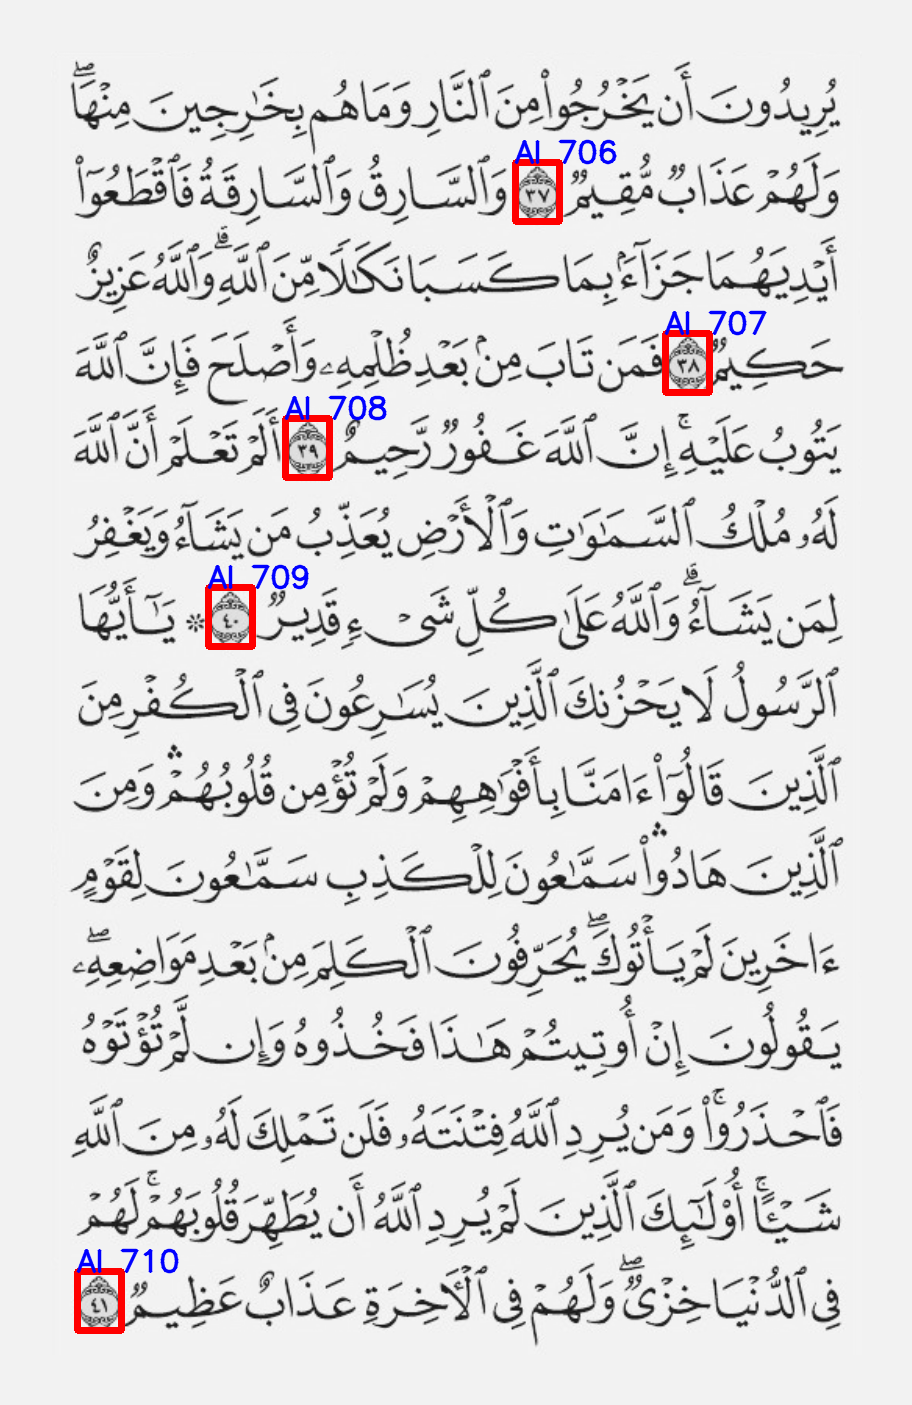 يُرِيدُونَ أَن يَخْرُجُوا۟ مِنَ ٱلنَّارِ وَمَا هُم بِخَٰرِجِينَ مِنْهَا ۖ
AI_706
وَلَهُمْ عَذَابٌ مُّقِيمٌ ٣٧ وَٱلسَّارِقُ وَٱلسَّارِقَةُ فَٱقْطَعُوٓا۟
أَيْدِيَهُمَا جَزَآءًۢ بِمَا كَسَبَا نَكَٰلًا مِّنَ ٱللَّهِ ۗ وَٱللَّهُ عَزِيزٌ
AI_707
حَكِيمٌ ٣٨ فَمَن تَابَ مِنۢ بَعْدِ ظُلْمِهِۦ وَأَصْلَحَ فَإِنَّ ٱللَّهَ
AI_708
يَتُوبُ عَلَيْهِ ۚ إِنَّ ٱللَّهَ غَفُورٌ رَّحِيمٌ ٣٩ أَلَمْ تَعْلَمْ أَنَّ ٱللَّهَ
لَهُۥ مُلْكُ ٱلسَّمَٰوَٰتِ وَٱلْأَرْضِ يُعَذِّبُ مَن يَشَآءُ وَيَغْفِرُ
AI_709
لِمَن يَشَآءُ ۗ وَٱللَّهُ عَلَىٰ كُلِّ شَىْءٍ قَدِيرٌ ٤٠ ۞ يَٰٓأَيُّهَا
ٱلرَّسُولُ لَا يَحْزُنكَ ٱلَّذِينَ يُسَٰرِعُونَ فِى ٱلْكُفْرِ مِنَ
ٱلَّذِينَ قَالُوٓا۟ ءَامَنَّا بِأَفْوَٰهِهِمْ وَلَمْ تُؤْمِن قُلُوبُهُمْ ۛ وَمِنَ
ٱلَّذِينَ هَادُوا۟ ۛ سَمَّٰعُونَ لِلْكَذِبِ سَمَّٰعُونَ لِقَوْمٍ
ءَاخَرِينَ لَمْ يَأْتُوكَ ۖ يُحَرِّفُونَ ٱلْكَلِمَ مِنۢ بَعْدِ مَوَاضِعِهِۦ ۖ
يَقُولُونَ إِنْ أُوتِيتُمْ هَٰذَا فَخُذُوهُ وَإِن لَّمْ تُؤْتَوْهُ
فَٱحْذَرُوا۟ ۚ وَمَن يُرِدِ ٱللَّهُ فِتْنَتَهُۥ فَلَن تَمْلِكَ لَهُۥ مِنَ ٱللَّهِ
شَيْـًٔا ۚ أُو۟لَٰٓئِكَ ٱلَّذِينَ لَمْ يُرِدِ ٱللَّهُ أَن يُطَهِّرَ قُلُوبَهُمْ ۚ لَهُمْ
AI_710
فِى ٱلدُّنْيَا خِزْىٌ ۖ وَلَهُمْ فِى ٱلْءَاخِرَةِ عَذَابٌ عَظِيمٌ ٤١